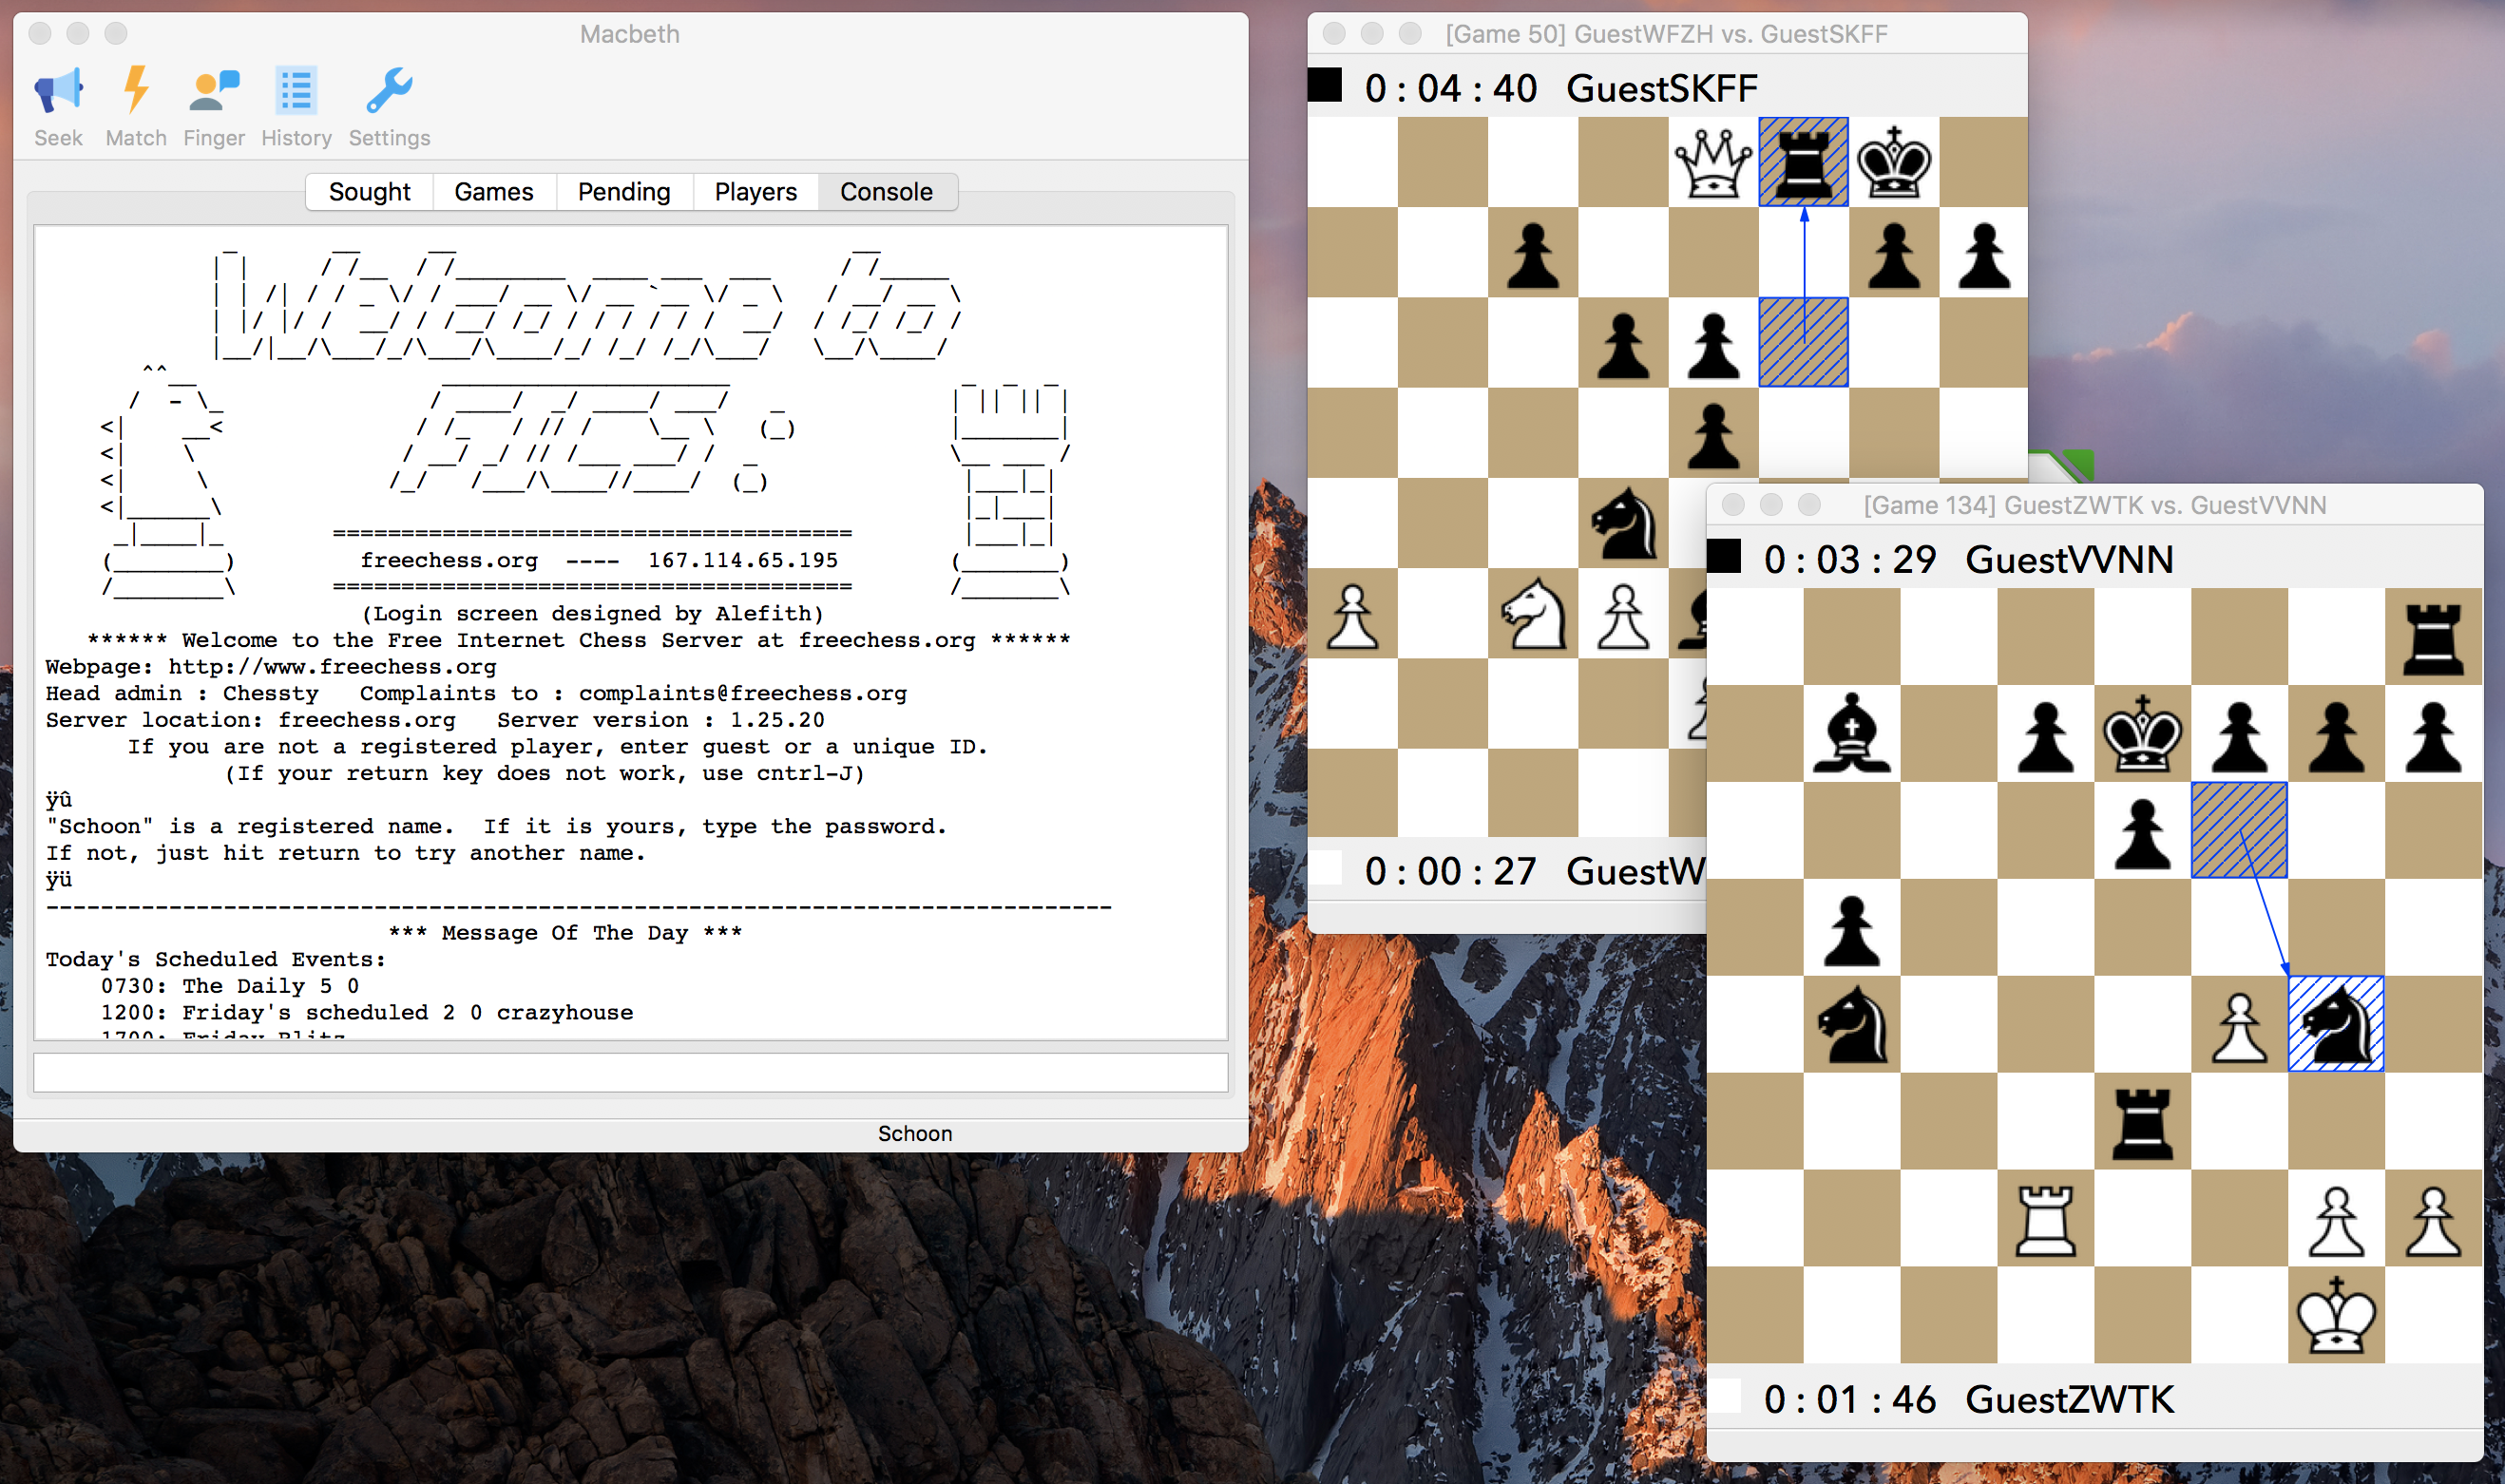 Macbeth
Seek Match Finger History Settings
Sought Games Pending Players Console
Welcome to
FICS :
=======================================
freechess.org  ----  167.114.65.195
=======================================
(Login screen designed by Alefith)
****** Welcome to the Free Internet Chess Server at freechess.org ******
Webpage: http://www.freechess.org
Head admin : Chessty   Complaints to : complaints@freechess.org
Server location: freechess.org   Server version : 1.25.20
If you are not a registered player, enter guest or a unique ID.
(If your return key does not work, use cntrl-J)
ÿû
"Schoon" is a registered name.  If it is yours, type the password.
If not, just hit return to try another name.
ÿü
------------------------------------------------------------------------------
*** Message Of The Day ***
Today's Scheduled Events:
0730: The Daily 5 0
1200: Friday's scheduled 2 0 crazyhouse
1700: Friday Blitz
Schoon
[Game 50] GuestWFZH vs. GuestSKFF
0 : 04 : 40 GuestSKFF
0 : 00 : 27 GuestW
[Game 134] GuestZWTK vs. GuestVVNN
0 : 03 : 29 GuestVVNN
0 : 01 : 46 GuestZWTK